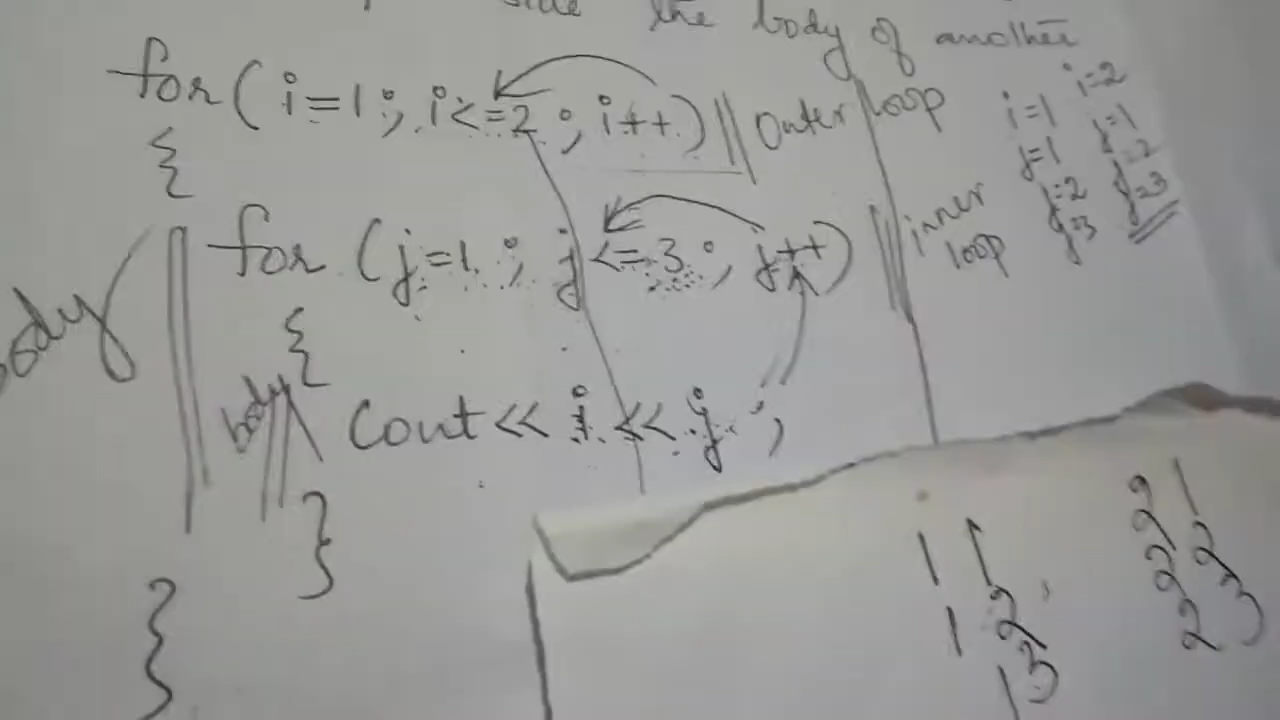 side the body of another
for ( i = 1 ; i <= 2 ; i++ ) || Outer loop
{
for ( j = 1 ; j <= 3 ; j++ ) || inner loop
{
body
body
Cout << i << j ;
}
}
i=1 i=2
j=1 j=1
j=2 j=2
j=3 j=3
1 1 2 1
1 2 2 2
1 3 2 3